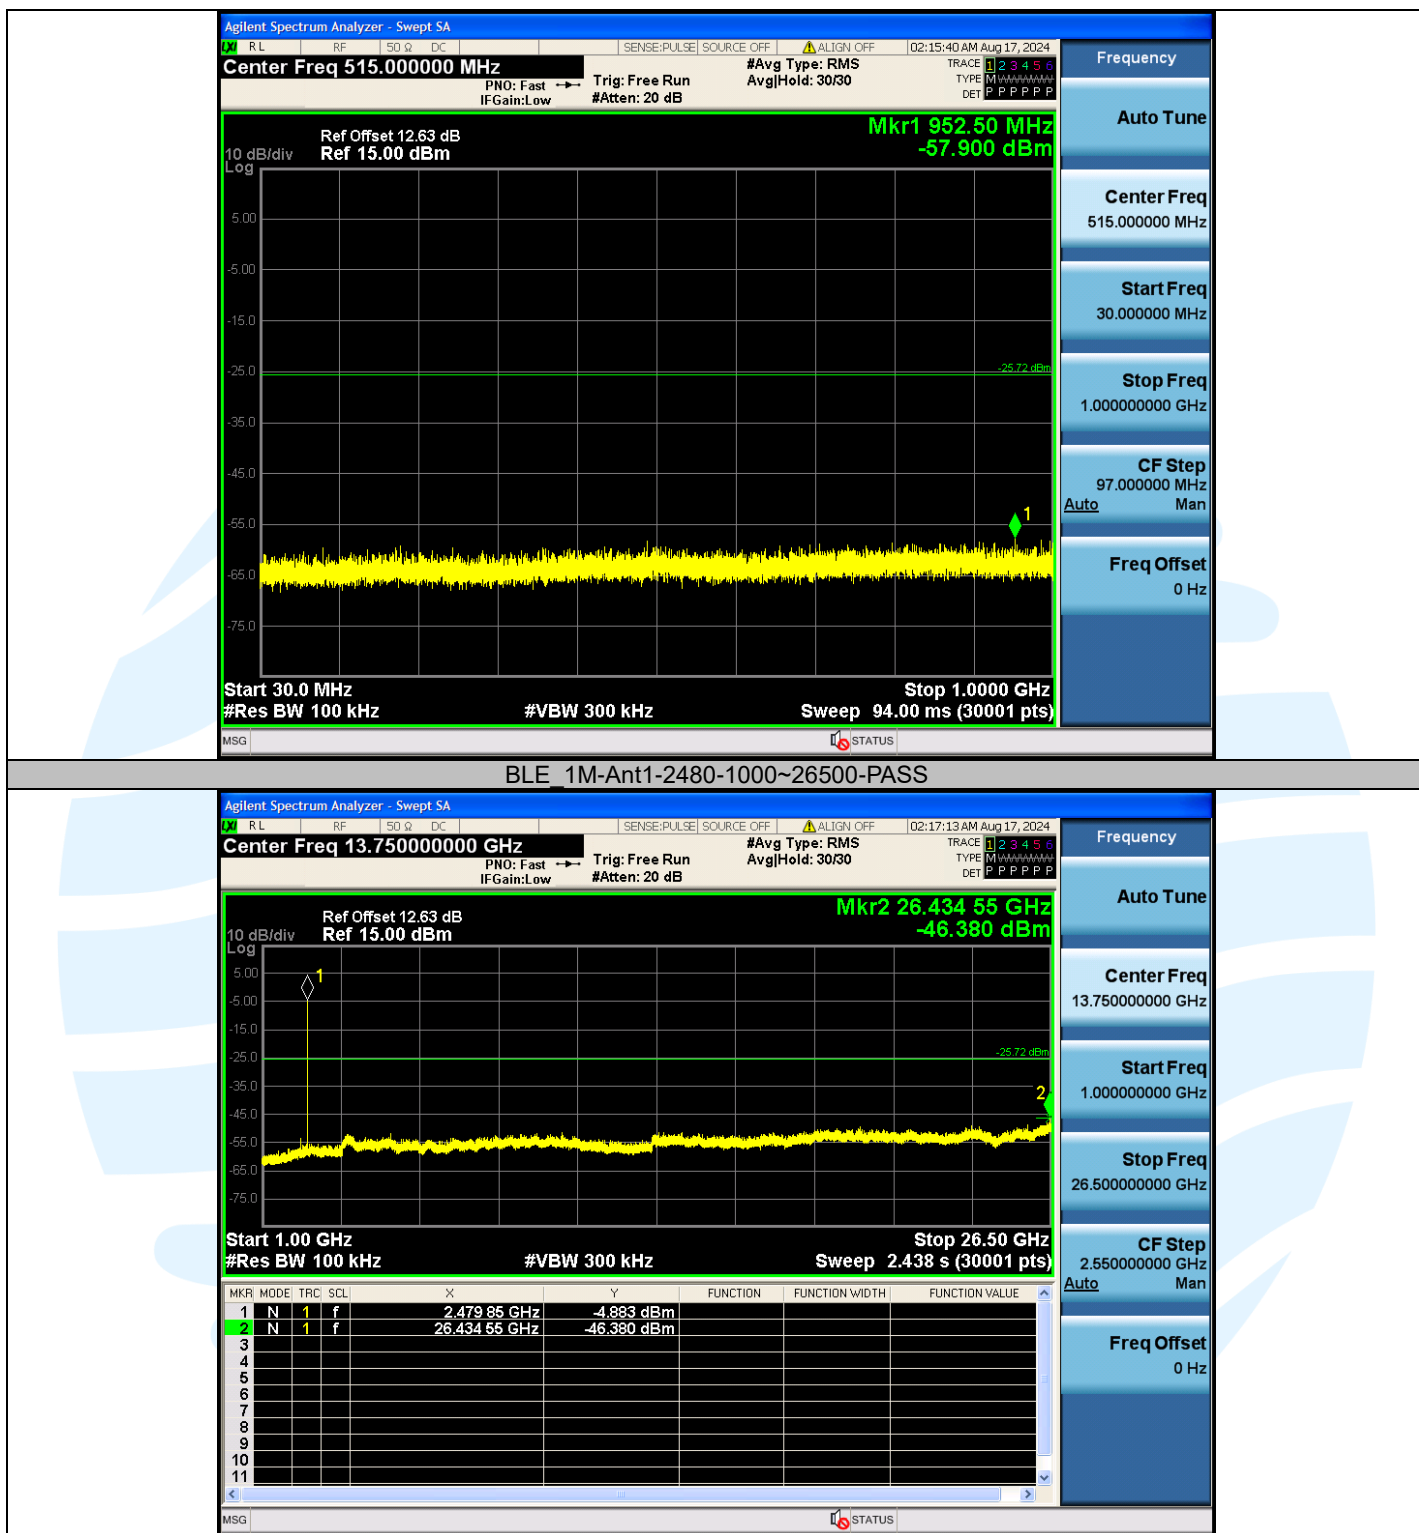 Agilent Spectrum Analyzer - Swept SA
LXI RL RF 50 Ω DC SENSE:PULSE SOURCE OFF ALIGN OFF 02:15:40 AM Aug 17, 2024
Center Freq 515.000000 MHz
PNO: Fast
IFGain:Low
Trig: Free Run
#Atten: 20 dB
#Avg Type: RMS
Avg|Hold: 30/30
TRACE 1 2 3 4 5 6
TYPE M
DET P P P P P P
Mkr1 952.50 MHz
-57.900 dBm
Ref Offset 12.63 dB
10 dB/div Ref 15.00 dBm
Log
5.00
-5.00
-15.0
-25.0
-25.72 dBm
-35.0
-45.0
-55.0
1
-65.0
-75.0
Start 30.0 MHz Stop 1.0000 GHz
#Res BW 100 kHz #VBW 300 kHz Sweep 94.00 ms (30001 pts)
MSG STATUS
Frequency
Auto Tune
Center Freq
515.000000 MHz
Start Freq
30.000000 MHz
Stop Freq
1.000000000 GHz
CF Step
97.000000 MHz
Auto Man
Freq Offset
0 Hz
BLE_1M-Ant1-2480-1000~26500-PASS
Agilent Spectrum Analyzer - Swept SA
LXI RL RF 50 Ω DC SENSE:PULSE SOURCE OFF ALIGN OFF 02:17:13 AM Aug 17, 2024
Center Freq 13.750000000 GHz
PNO: Fast
IFGain:Low
Trig: Free Run
#Atten: 20 dB
#Avg Type: RMS
Avg|Hold: 30/30
TRACE 1 2 3 4 5 6
TYPE M
DET P P P P P P
Mkr2 26.434 55 GHz
-46.380 dBm
Ref Offset 12.63 dB
10 dB/div Ref 15.00 dBm
Log
5.00
1
-5.00
-15.0
-25.0
-25.72 dBm
-35.0
2
-45.0
-55.0
-65.0
-75.0
Start 1.00 GHz Stop 26.50 GHz
#Res BW 100 kHz #VBW 300 kHz Sweep 2.438 s (30001 pts)
MKR MODE TRC SCL X Y FUNCTION FUNCTION WIDTH FUNCTION VALUE
1 N 1 f 2.479 85 GHz -4.883 dBm
2 N 1 f 26.434 55 GHz -46.380 dBm
3
4
5
6
7
8
9
10
11
MSG STATUS
Frequency
Auto Tune
Center Freq
13.750000000 GHz
Start Freq
1.000000000 GHz
Stop Freq
26.500000000 GHz
CF Step
2.550000000 GHz
Auto Man
Freq Offset
0 Hz